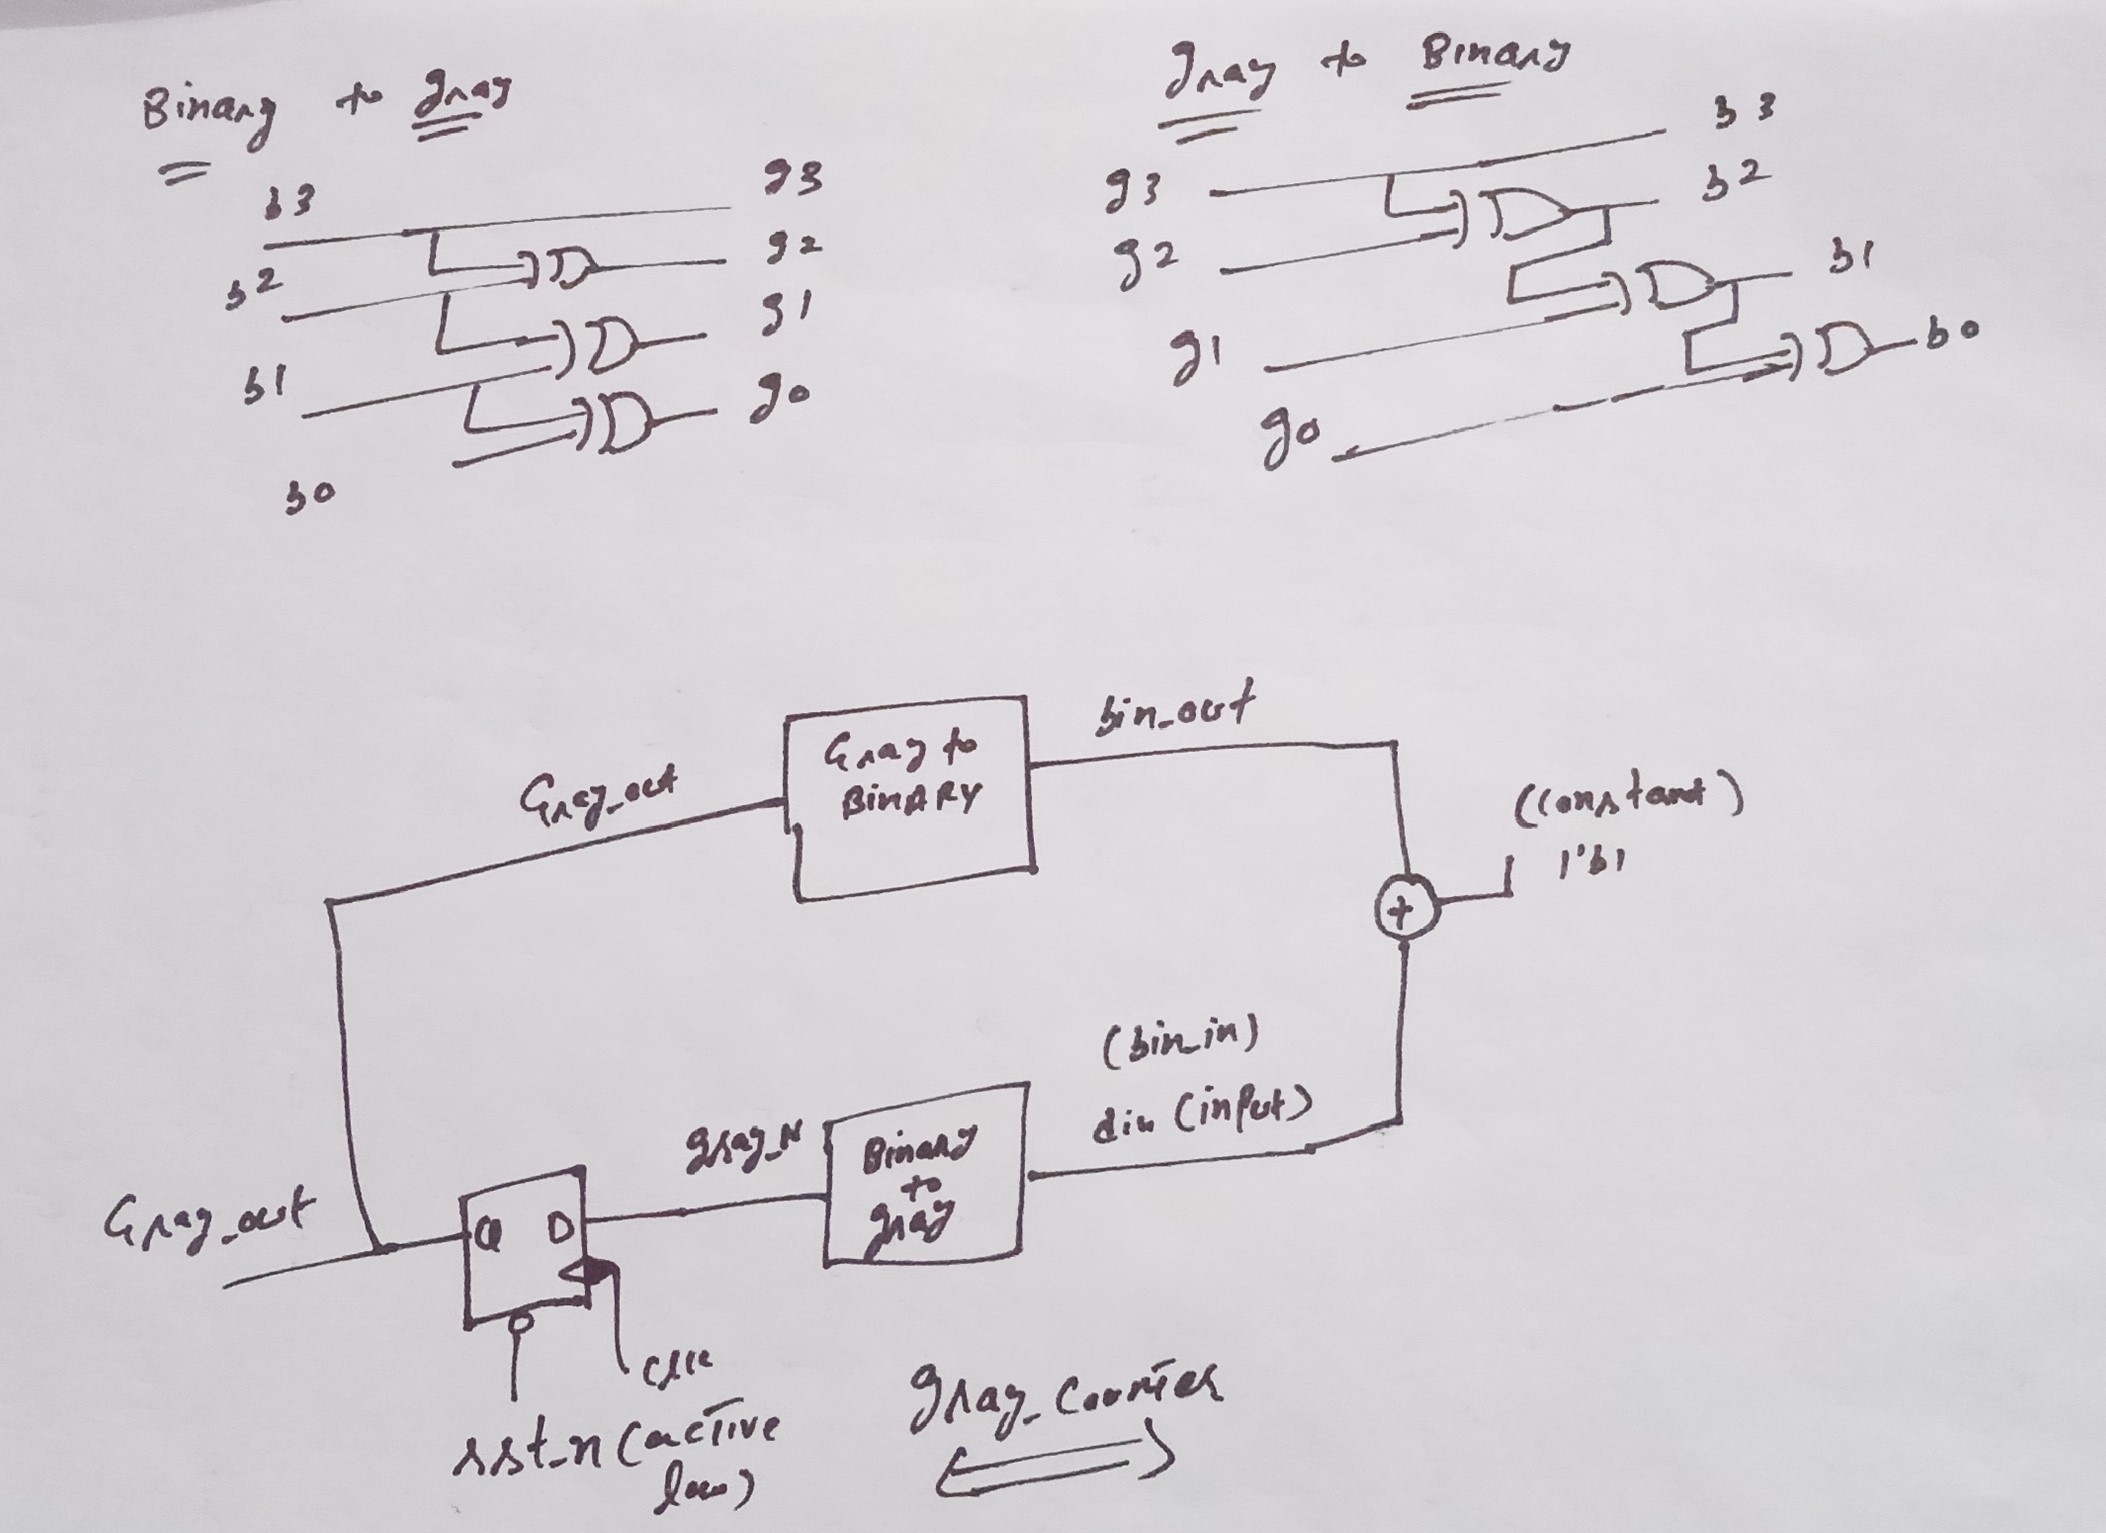 Binary to gray
b3
g3
b2
g2
b1
g1
b0
g0
Gray to Binary
g3
b3
g2
b2
g1
b1
g0
b0
Gray_out
Gray to
BINARY
bin_out
(constant)
1'b1
+
(bin_in)
din (input)
Binary
to
gray
gray_N
Q D
Gray_out
clk
rst_n (active
low)
gray_counter